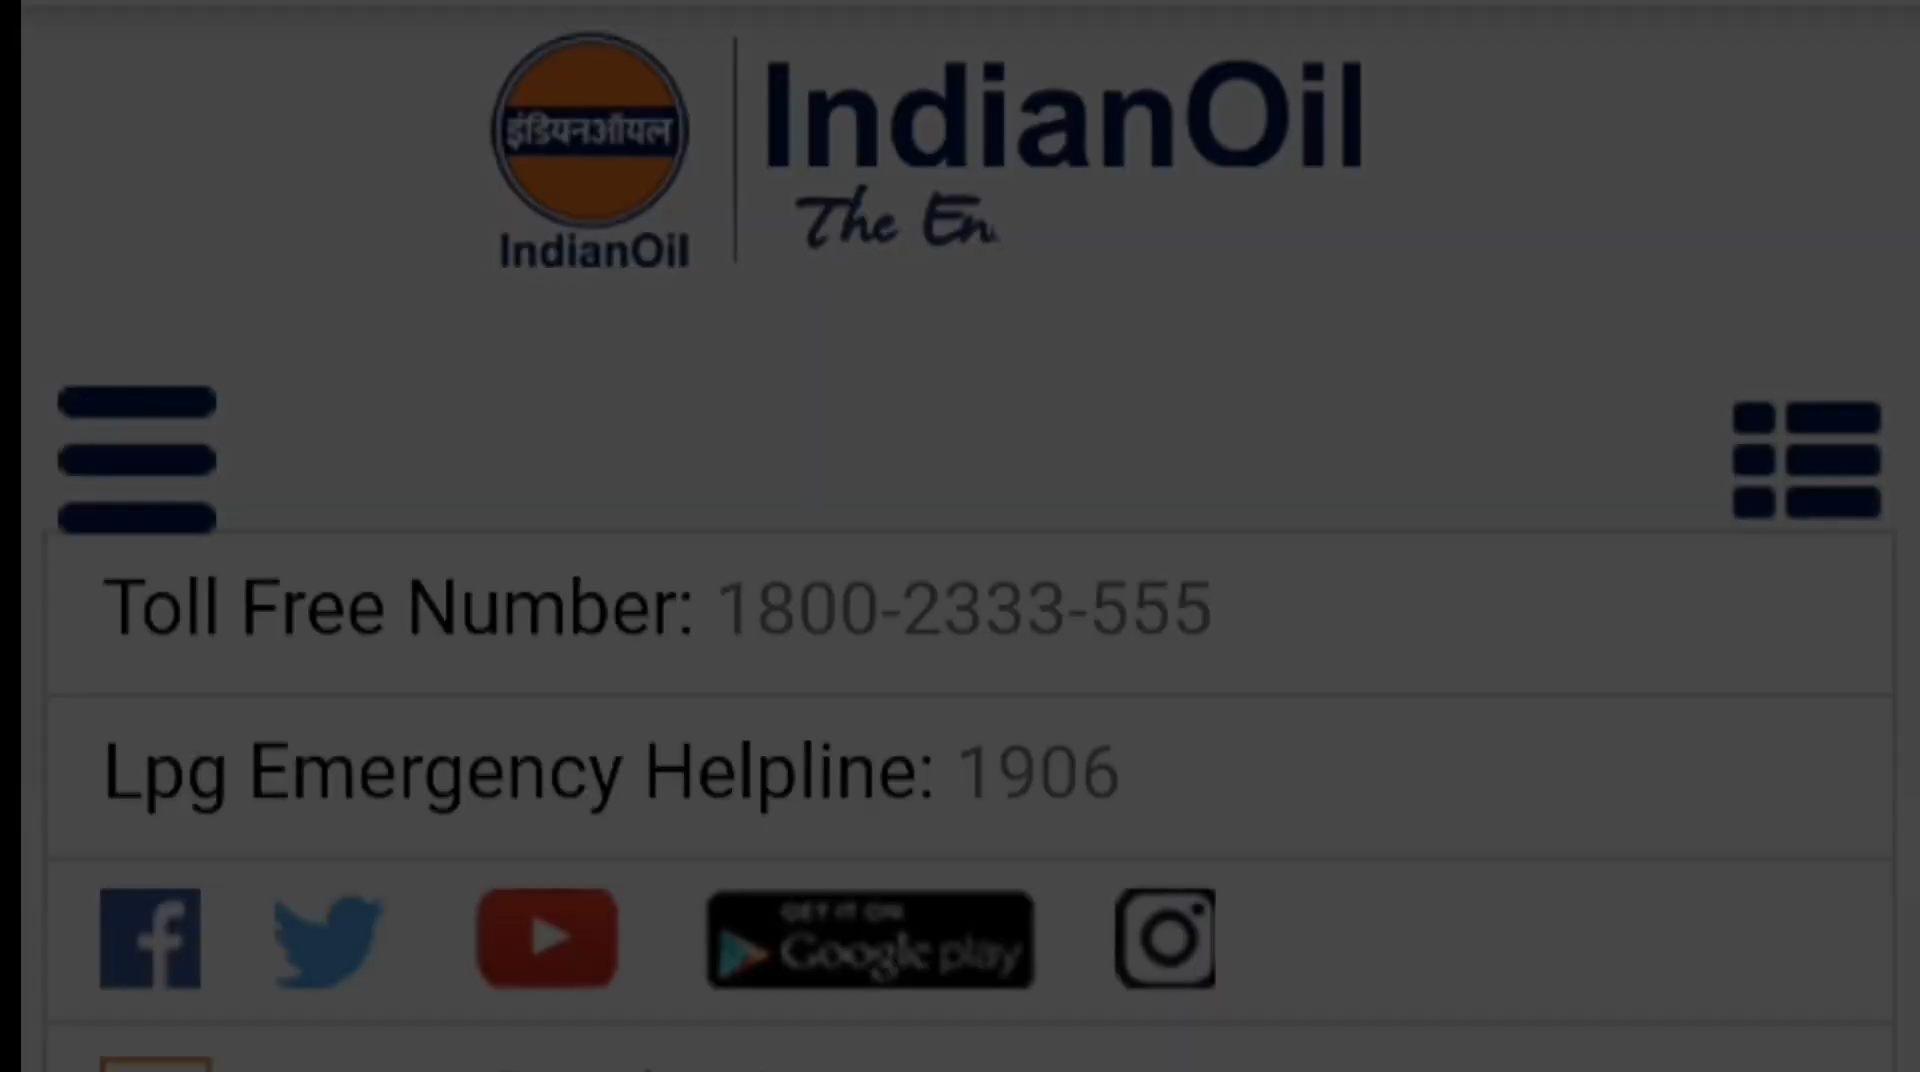 इंडियनऑयल
IndianOil
IndianOil
The En
Toll Free Number: 1800-2333-555
Lpg Emergency Helpline: 1906
GET IT ON
Google play